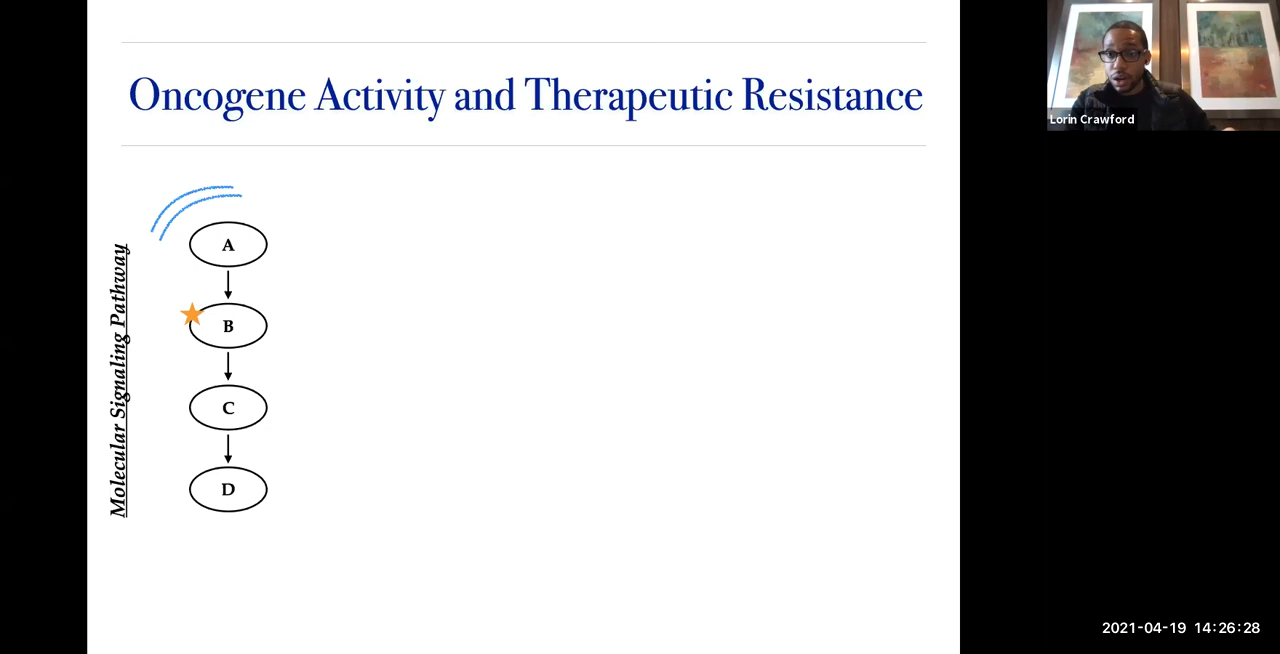 Oncogene Activity and Therapeutic Resistance
Lorin Crawford
Molecular Signaling Pathway
A
B
C
D
2021-04-19 14:26:28